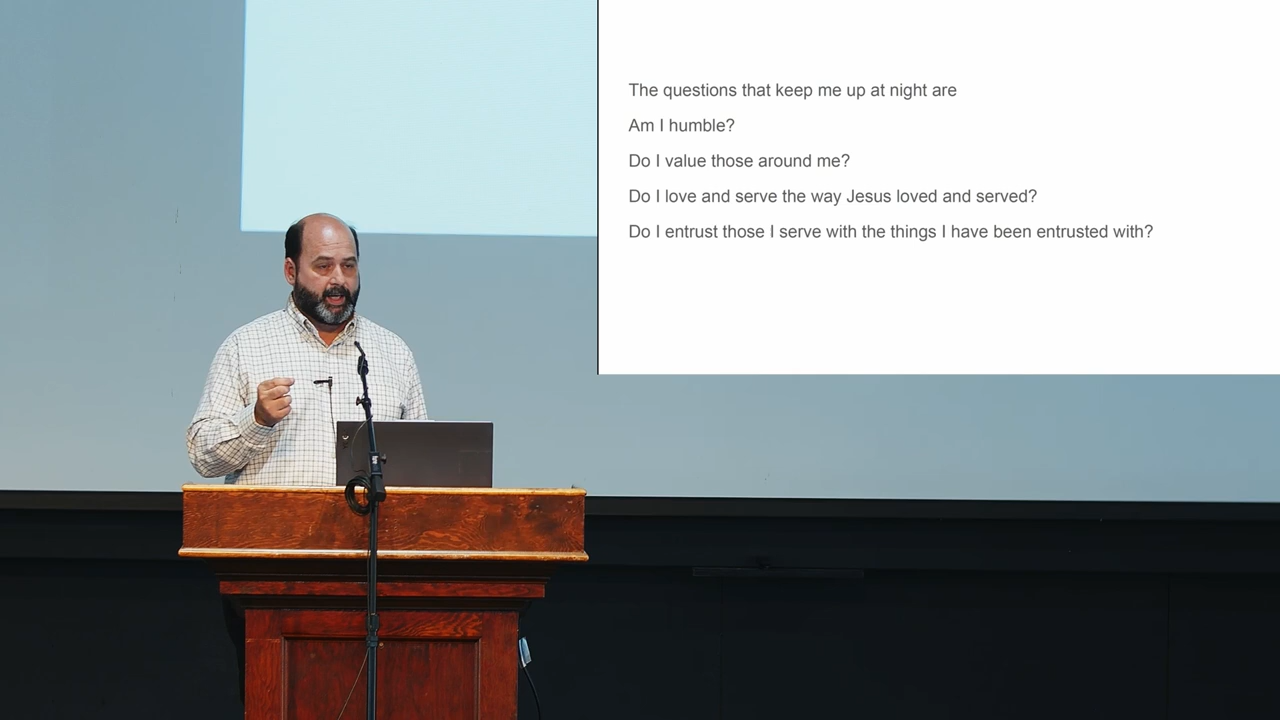 The questions that keep me up at night are
Am I humble?
Do I value those around me?
Do I love and serve the way Jesus loved and served?
Do I entrust those I serve with the things I have been entrusted with?